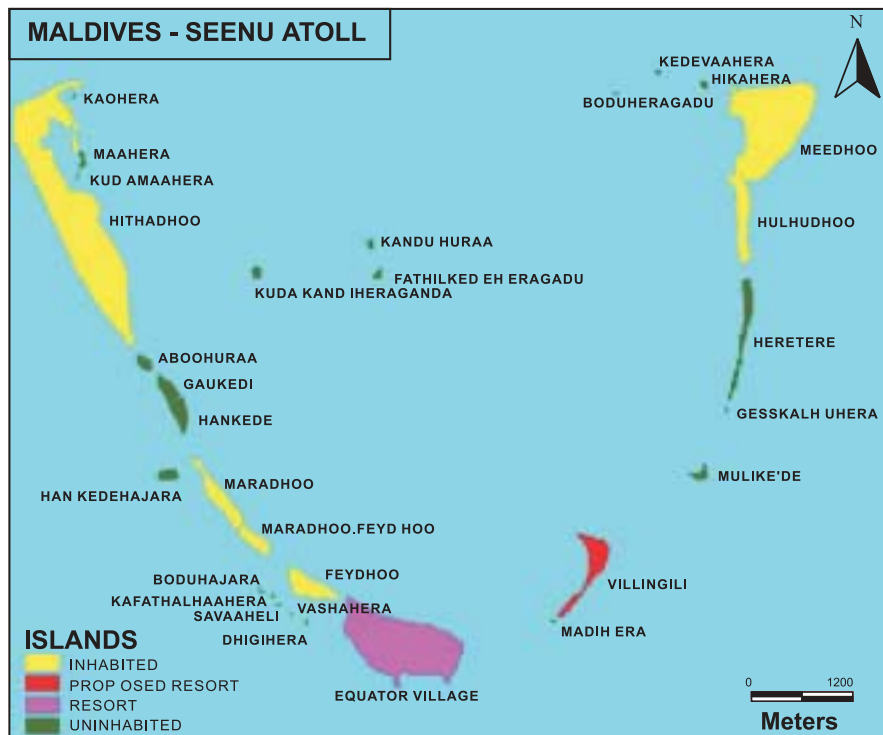 MALDIVES - SEENU ATOLL
N
KEDEVAAHERA
HIKAHERA
BODUHERAGADU
KAOHERA
MEEDHOO
MAAHERA
KUD AMAAHERA
HITHADHOO
HULHUDHOO
KANDU HURAA
FATHILKED EH ERAGADU
KUDA KAND IHERAGANDA
HERETERE
ABOOHURAA
GAUKEDI
HANKEDE
GESSKALH UHERA
HAN KEDEHAJARA
MARADHOO
MULIKE'DE
MARADHOO.FEYD HOO
FEYDHOO
BODUHAJARA
KAFATHALHAAHERA
VASHAHERA
SAVAAHELI
DHIGIHERA
VILLINGILI
MADIH ERA
EQUATOR VILLAGE
ISLANDS
INHABITED
PROP OSED RESORT
RESORT
UNINHABITED
0 1200
Meters